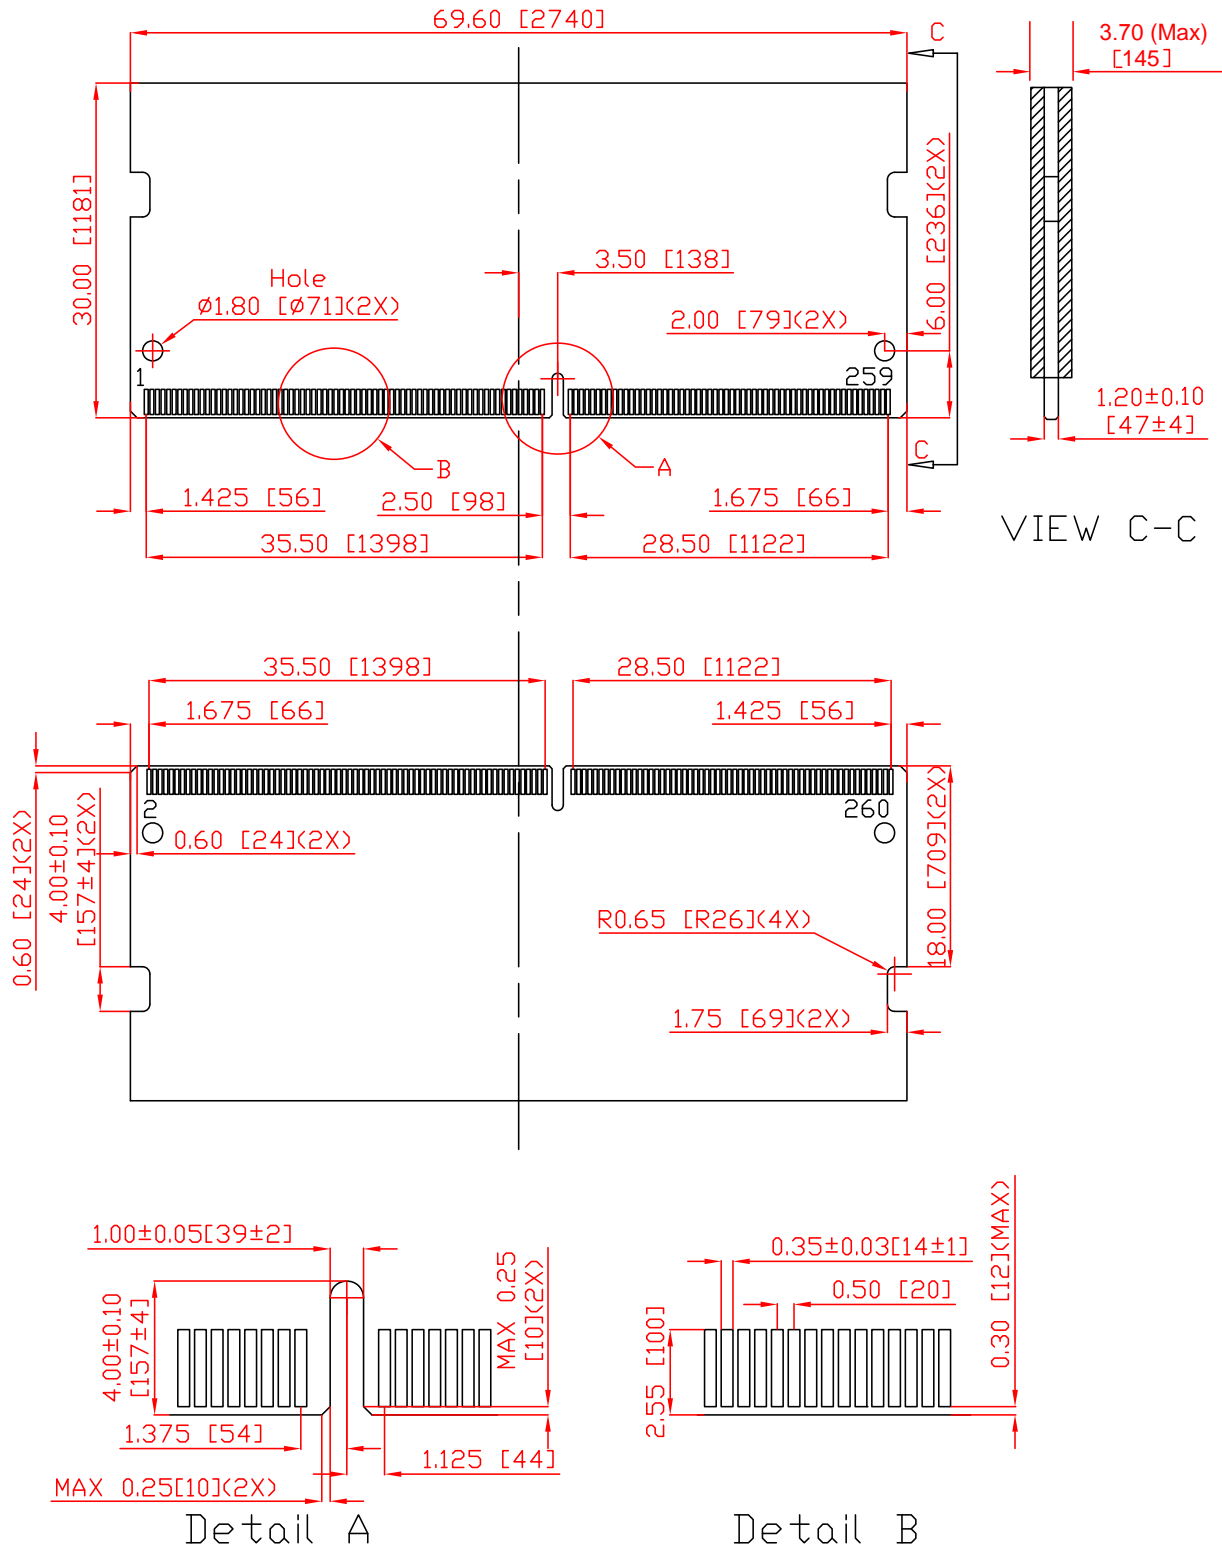 69.60 [2740]
C
3.70 (Max)
[145]
30.00 [1181]
6.00 [236](2X)
3.50 [138]
Hole
Ø1.80 [Ø71](2X)
2.00 [79](2X)
1
259
1.20±0.10
[47±4]
B
A
C
1.425 [56]
2.50 [98]
1.675 [66]
35.50 [1398]
28.50 [1122]
VIEW C-C
35.50 [1398]
28.50 [1122]
1.675 [66]
1.425 [56]
2
260
0.60 [24](2X)
4.00±0.10
[157±4](2X)
0.60 [24](2X)
18.00 [709](2X)
R0.65 [R26](4X)
1.75 [69](2X)
1.00±0.05[39±2]
4.00±0.10
[157±4]
MAX 0.25
[10](2X)
1.375 [54]
1.125 [44]
MAX 0.25[10](2X)
Detail A
0.35±0.03[14±1]
0.50 [20]
2.55 [100]
0.30 [12](MAX)
Detail B